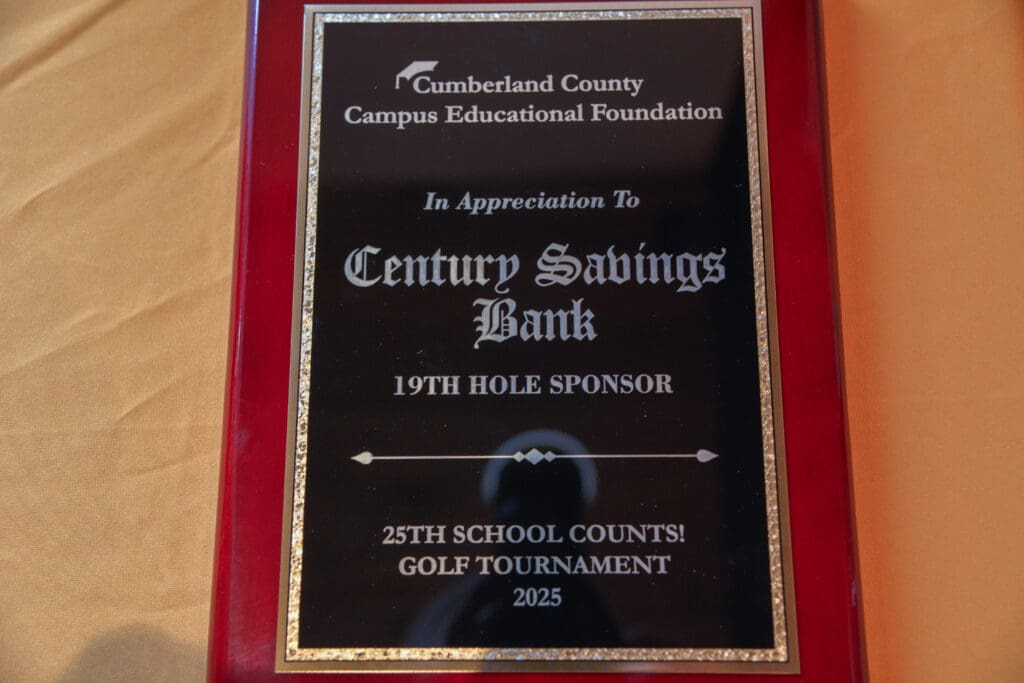 Cumberland County
Campus Educational Foundation
In Appreciation To
Century Savings
Bank
19TH HOLE SPONSOR
25TH SCHOOL COUNTS!
GOLF TOURNAMENT
2025